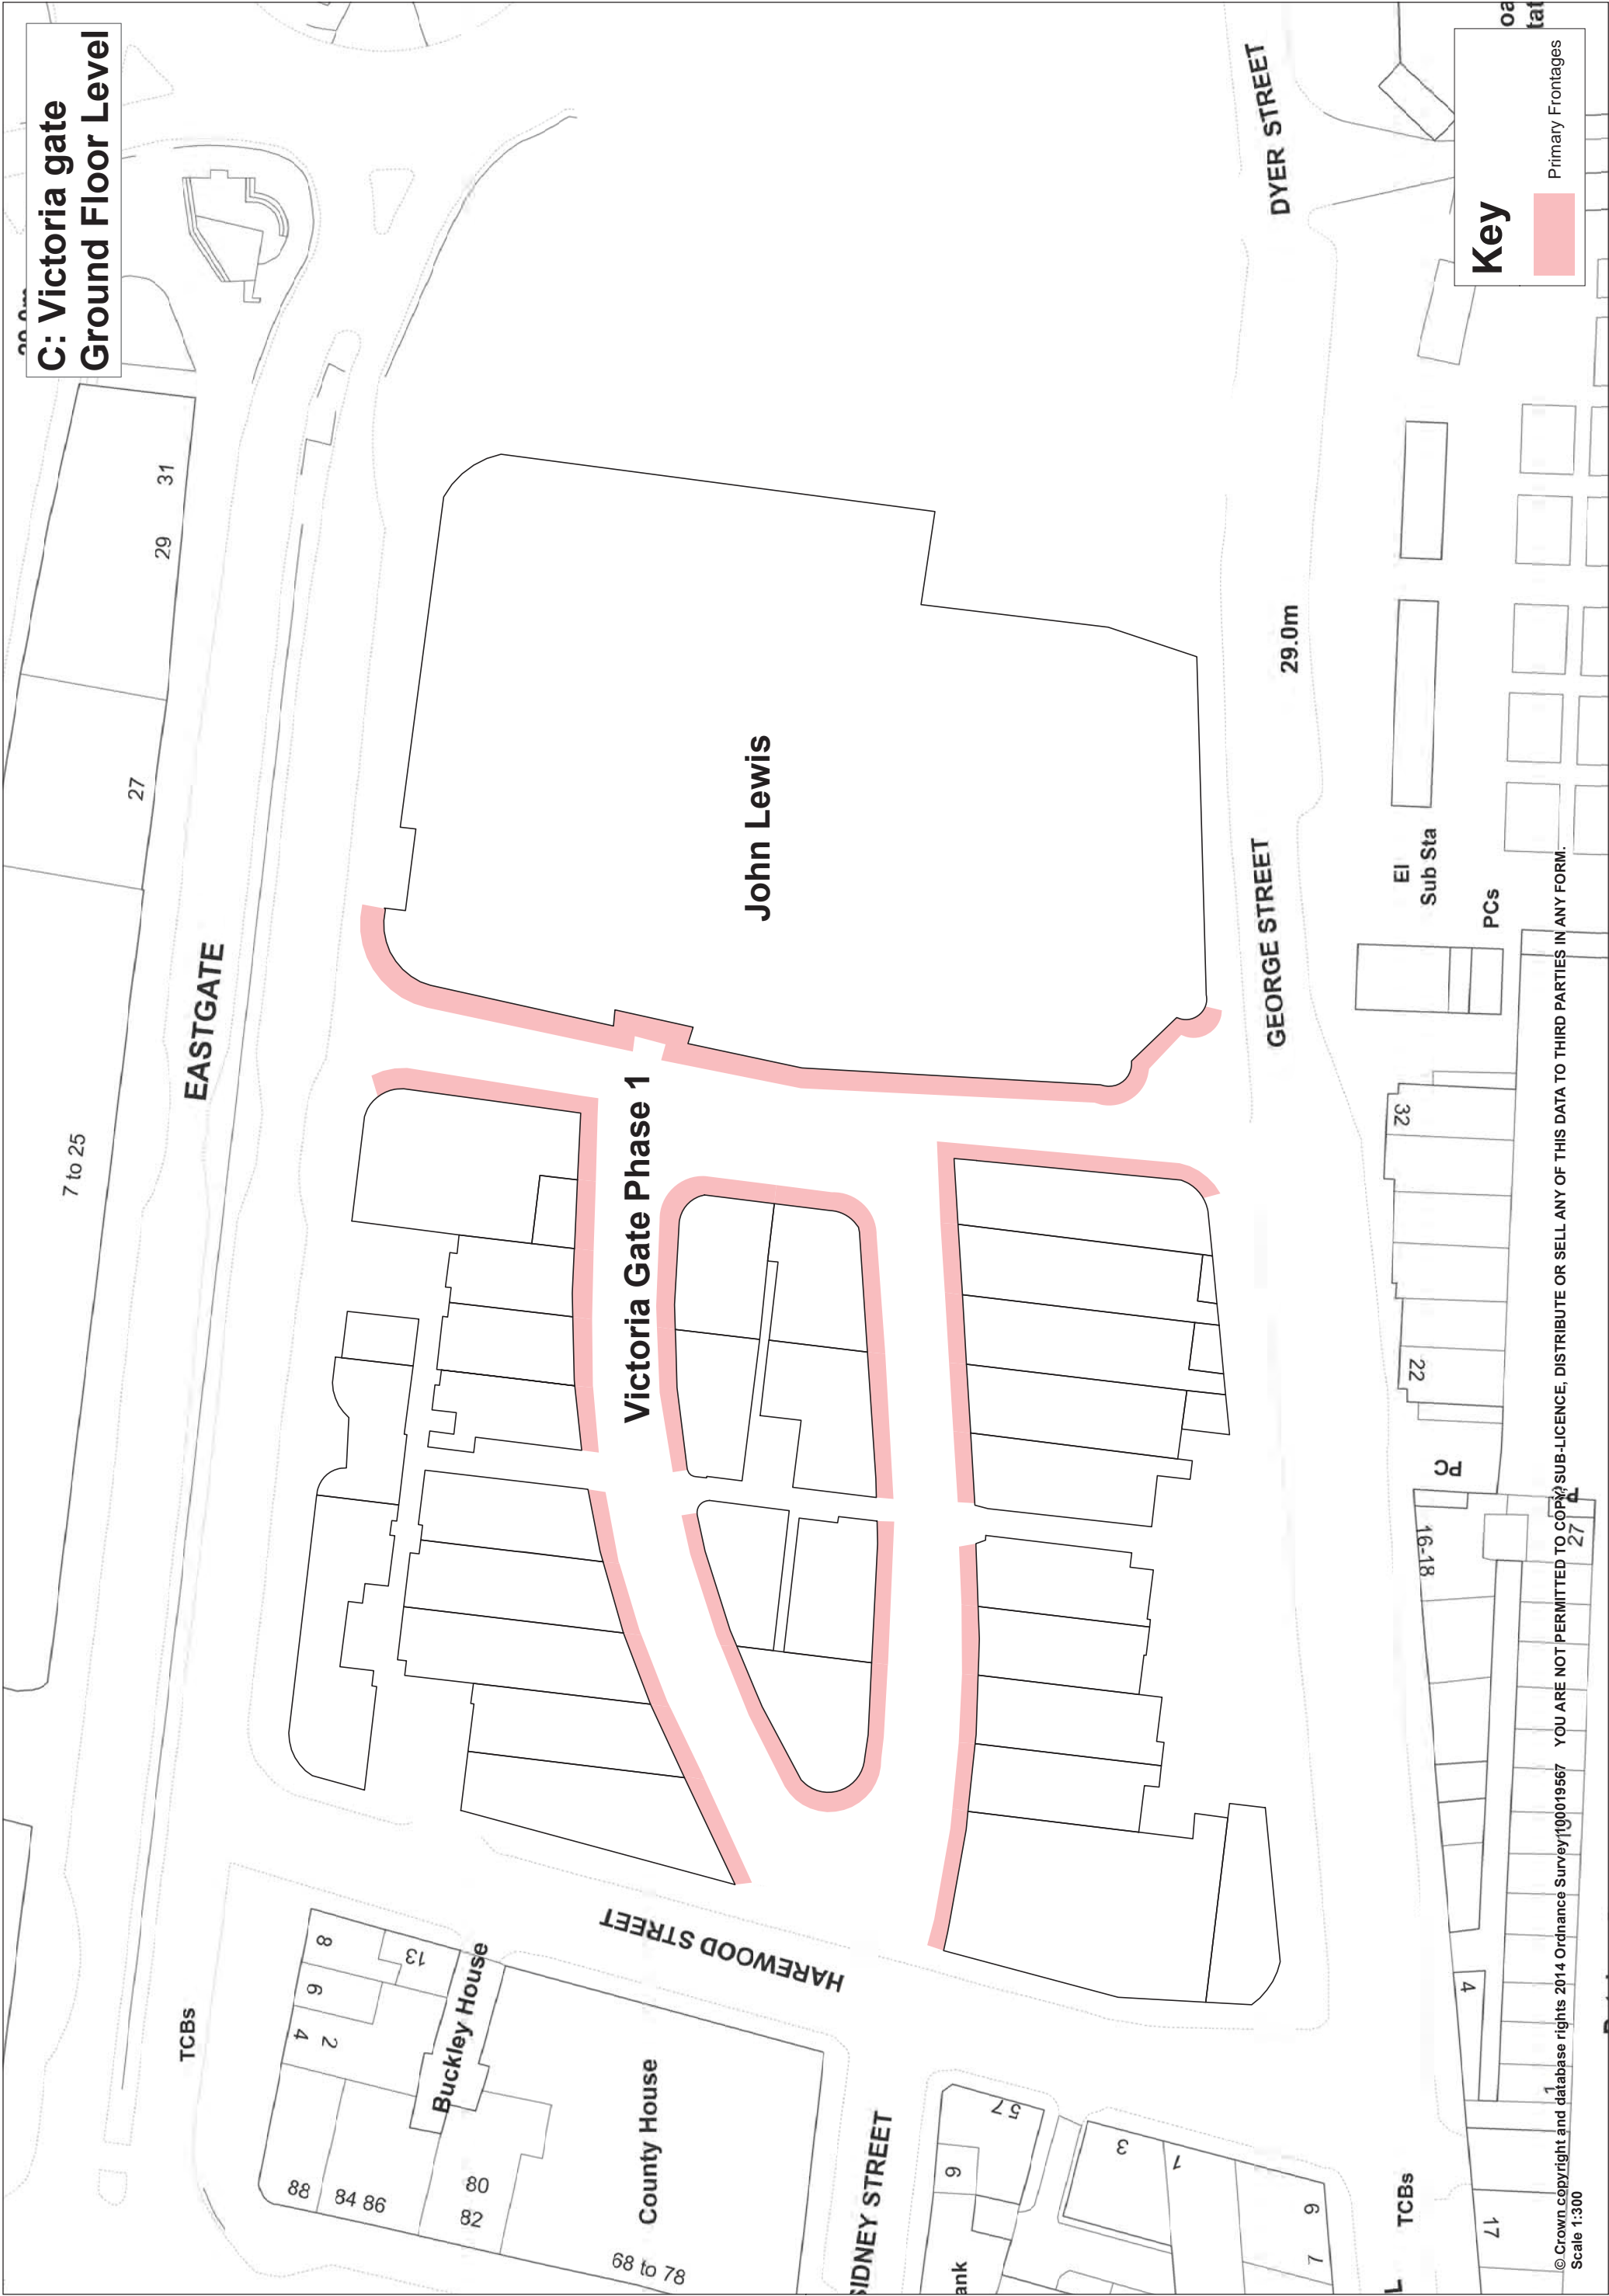 C: Victoria gate
Ground Floor Level
31
29
27
7 to 25
EASTGATE
DYER STREET
Key
Primary Frontages
29.0m
John Lewis
GEORGE STREET
El
Sub Sta
PCs
Victoria Gate Phase 1
32
22
PC
16-18
27
HAREWOOD STREET
TCBs
8
6
4
2
13
Buckley House
County House
88
84 86
80
82
68 to 78
SIDNEY STREET
5 7
9
3
1
6
7
TCBs
4
1
17
© Crown copyright and database rights 2014 Ordnance Survey 100019567 YOU ARE NOT PERMITTED TO COPY, SUB-LICENCE, DISTRIBUTE OR SELL ANY OF THIS DATA TO THIRD PARTIES IN ANY FORM.
Scale 1:300